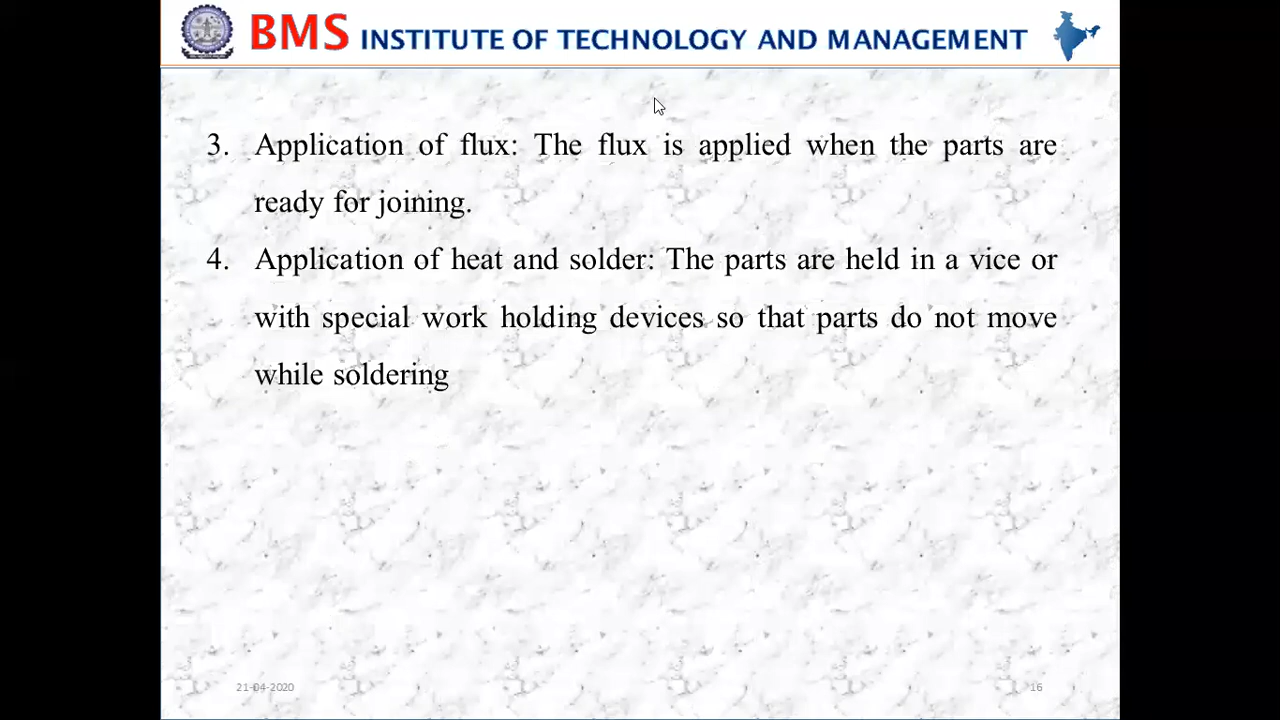 BMS INSTITUTE OF TECHNOLOGY AND MANAGEMENT
3. Application of flux: The flux is applied when the parts are
ready for joining.
4. Application of heat and solder: The parts are held in a vice or
with special work holding devices so that parts do not move
while soldering
21-04-2020
16